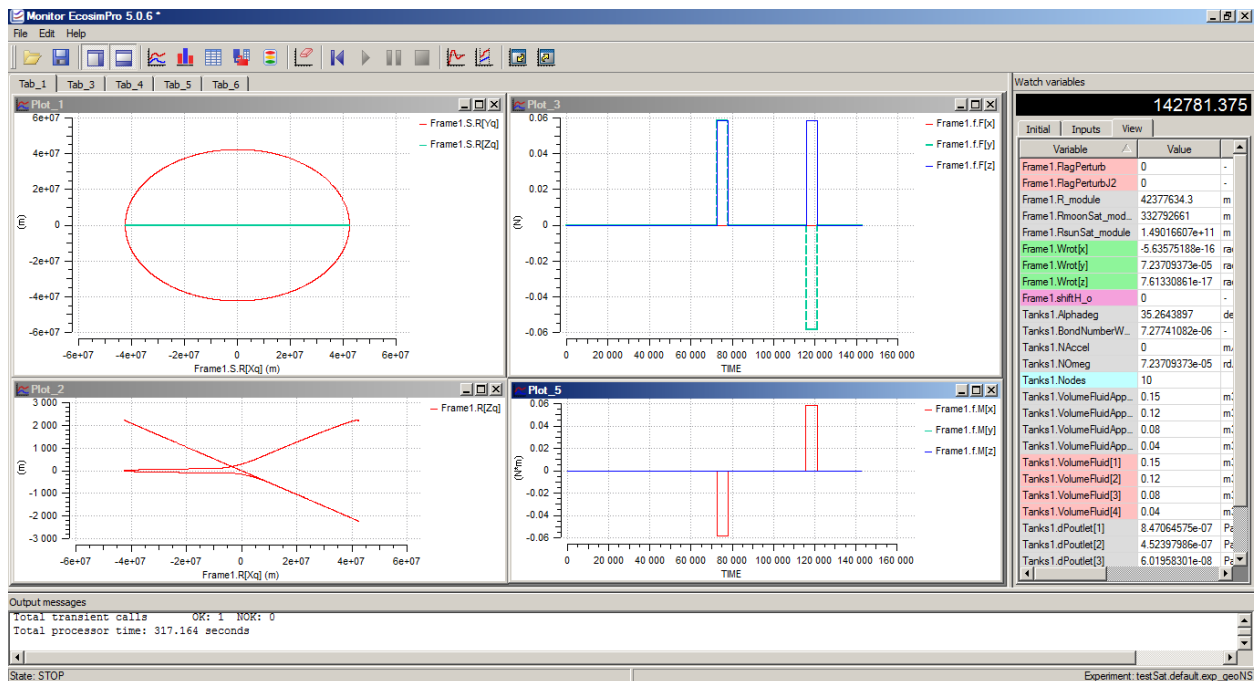 Monitor EcosimPro 5.0.6 *
File Edit Help
Tab_1 Tab_3 Tab_4 Tab_5 Tab_6
Plot_1
6e+07
4e+07
2e+07
0
-2e+07
-4e+07
-6e+07
(m)
-6e+07 -4e+07 -2e+07 0 2e+07 4e+07 6e+07
Frame1.S.R[Xq] (m)
Frame1.S.R[Yq]
Frame1.S.R[Zq]
Plot_3
0.06
0.04
0.02
0
-0.02
-0.04
-0.06
(N)
0 20 000 40 000 60 000 80 000 100 000 120 000 140 000 160 000
TIME
Frame1.f.F[x]
Frame1.f.F[y]
Frame1.f.F[z]
Plot_2
3 000
2 000
1 000
0
-1 000
-2 000
-3 000
(m)
-6e+07 -4e+07 -2e+07 0 2e+07 4e+07 6e+07
Frame1.R[Xq] (m)
Frame1.R[Zq]
Plot_5
0.06
0.04
0.02
0
-0.02
-0.04
-0.06
(N*m)
0 20 000 40 000 60 000 80 000 100 000 120 000 140 000 160 000
TIME
Frame1.f.M[x]
Frame1.f.M[y]
Frame1.f.M[z]
Watch variables
142781.375
Initial Inputs View
Variable Value
Frame1.FlagPerturb 0 -
Frame1.FlagPerturbJ2 0 -
Frame1.R_module 42377634.3 m
Frame1.RmoonSat_mod... 332792661 m
Frame1.RsunSat_module 1.49016607e+11 m
Frame1.Wrot[x] -5.63575188e-16 ra
Frame1.Wrot[y] 7.23709373e-05 ra
Frame1.Wrot[z] 7.61330861e-17 ra
Frame1.shiftH_o 0 -
Tanks1.Alphadeg 35.2643897 de
Tanks1.BondNumberW... 7.27741082e-06 -
Tanks1.NAccel 0 m.
Tanks1.NOmeg 7.23709373e-05 rd.
Tanks1.Nodes 10
Tanks1.VolumeFluidApp... 0.15 m3
Tanks1.VolumeFluidApp... 0.12 m3
Tanks1.VolumeFluidApp... 0.08 m3
Tanks1.VolumeFluidApp... 0.04 m3
Tanks1.VolumeFluid[1] 0.15 m3
Tanks1.VolumeFluid[2] 0.12 m3
Tanks1.VolumeFluid[3] 0.08 m3
Tanks1.VolumeFluid[4] 0.04 m3
Tanks1.dPoutlet[1] 8.47064575e-07 Pa
Tanks1.dPoutlet[2] 4.52397986e-07 Pa
Tanks1.dPoutlet[3] 6.01958301e-08 Pa
Output messages
Total transient calls OK: 1 NOK: 0
Total processor time: 317.164 seconds
State: STOP
Experiment: testSat.default.exp_geoNS